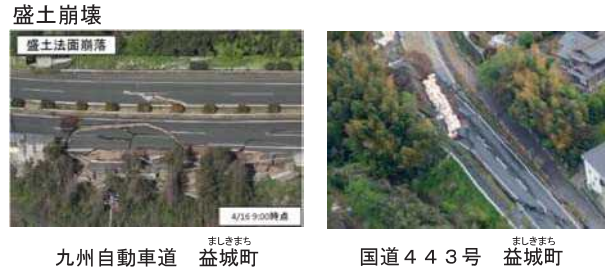 盛土崩壊
盛土法面崩落
4/16 9:00時点
ましきまち
九州自動車道　益城町
ましきまち
国道４４３号　益城町